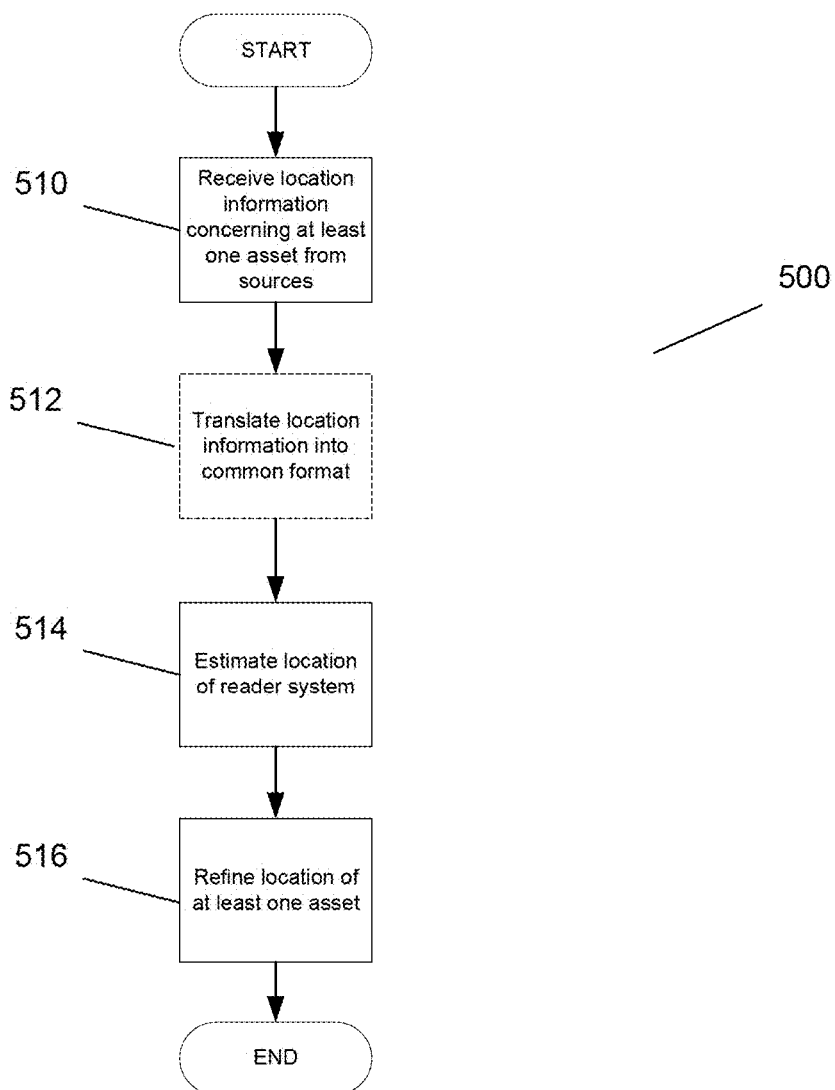 START
510
Receive location
information
concerning at least
one asset from
sources
500
512
Translate location
information into
common format
514
Estimate location
of reader system
516
Refine location of
at least one asset
END